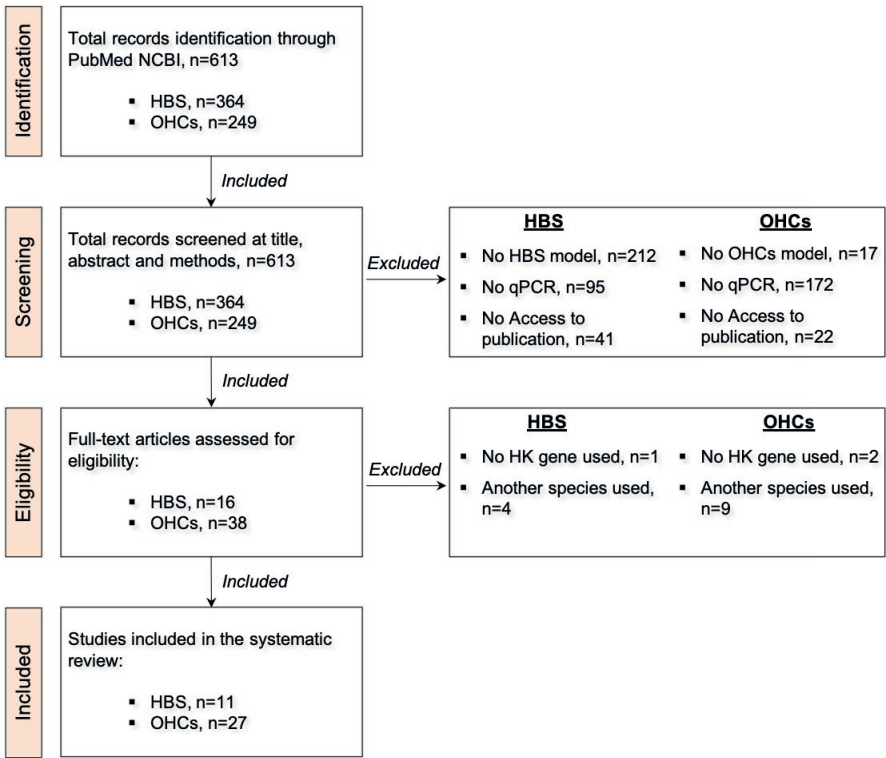 Identification
Total records identification through
PubMed NCBI, n=613
▪ HBS, n=364
▪ OHCs, n=249
Included
Screening
Total records screened at title,
abstract and methods, n=613
▪ HBS, n=364
▪ OHCs, n=249
Excluded
HBS
▪ No HBS model, n=212
▪ No qPCR, n=95
▪ No Access to
publication, n=41
OHCs
▪ No OHCs model, n=17
▪ No qPCR, n=172
▪ No Access to
publication, n=22
Included
Eligibility
Full-text articles assessed for
eligibility:
▪ HBS, n=16
▪ OHCs, n=38
Excluded
HBS
▪ No HK gene used, n=1
▪ Another species used,
n=4
OHCs
▪ No HK gene used, n=2
▪ Another species used,
n=9
Included
Included
Studies included in the systematic
review:
▪ HBS, n=11
▪ OHCs, n=27